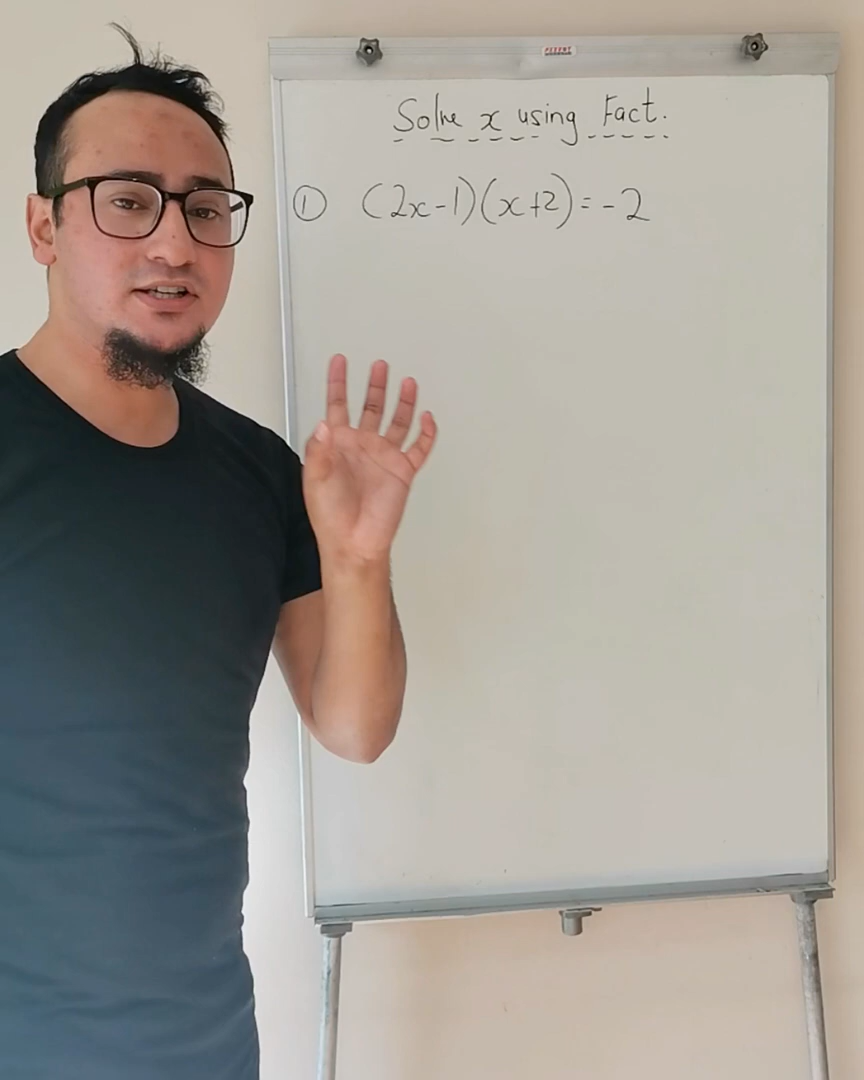 Solve x using Fact.
① (2x-1)(x+2)=-2